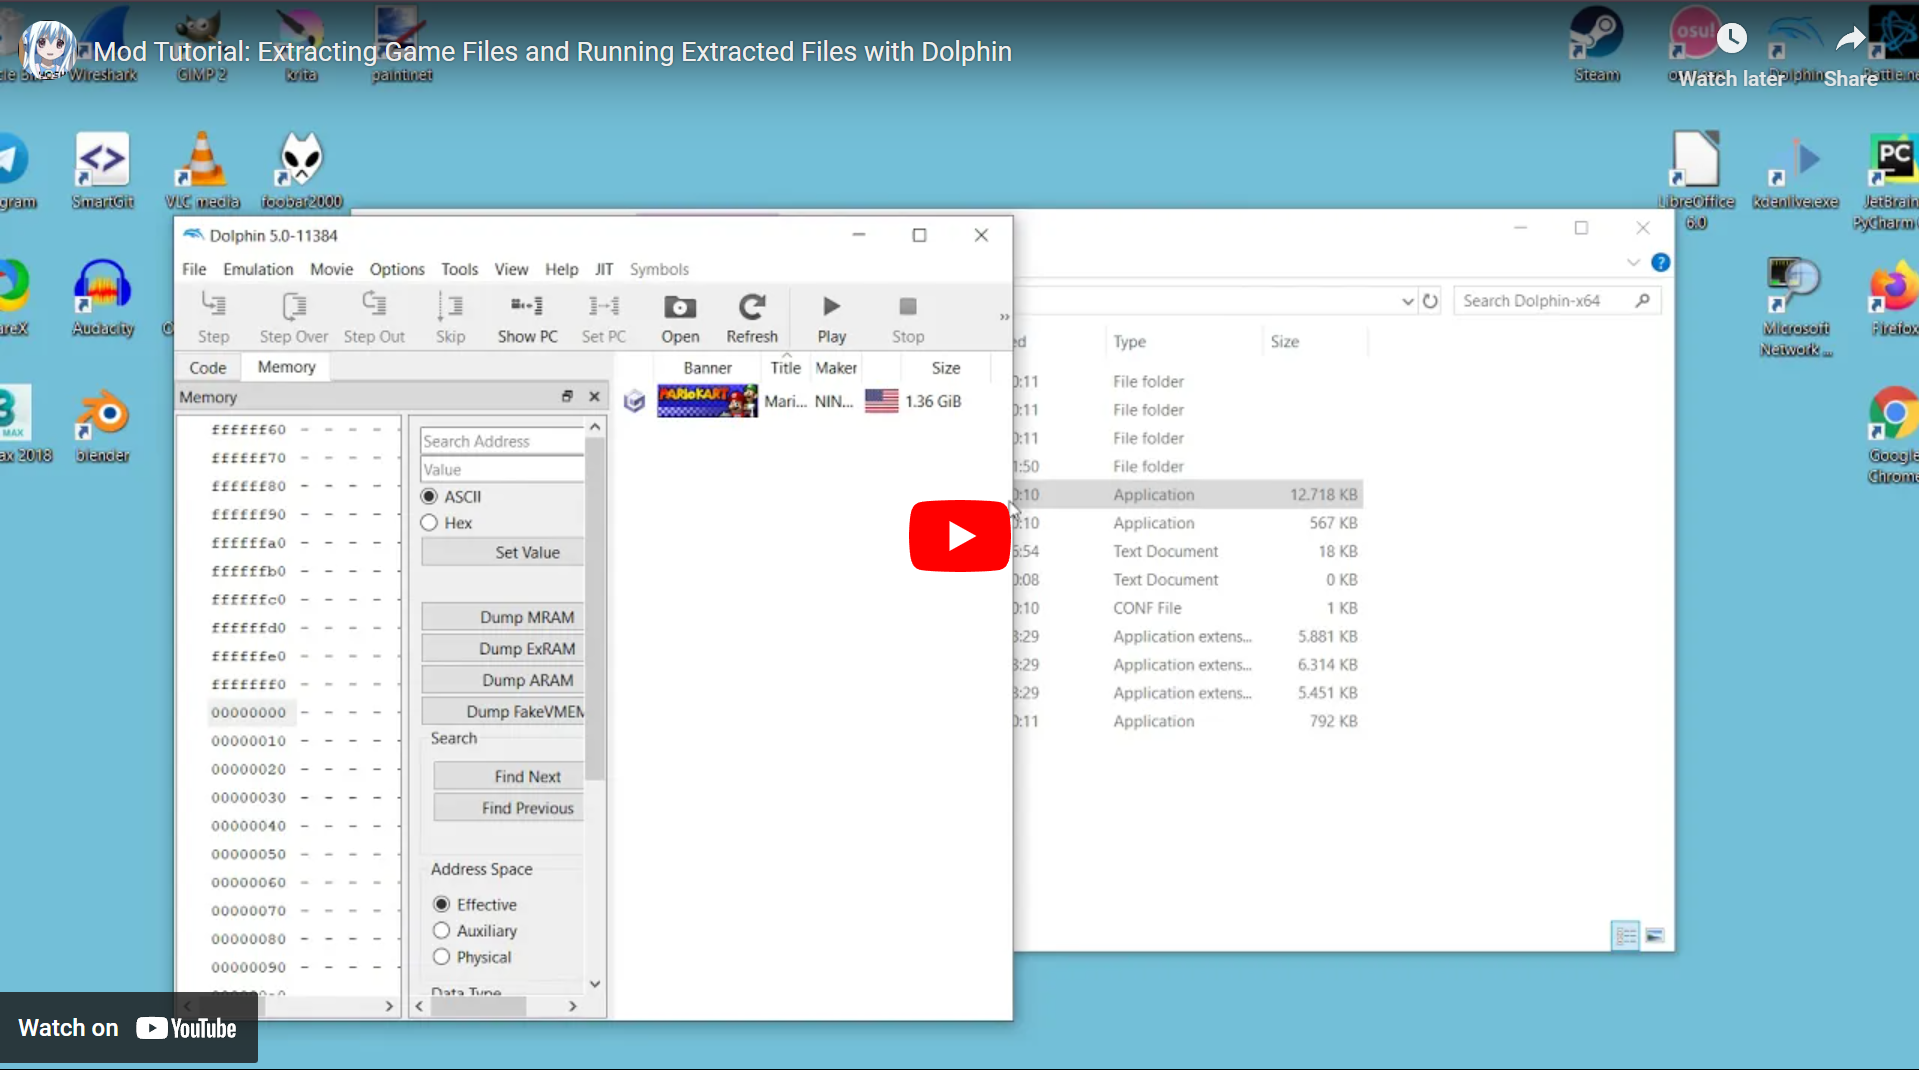 Mod Tutorial: Extracting Game Files and Running Extracted Files with Dolphin
Watch later
Share
Wireshark
GIMP 2
krita
paint.net
Steam
SmartGit
VLC media
foobar2000
LibreOffice
6.0
kdenlive.exe
JetBrain
PyCharm
Audacity
Microsoft
Network ...
Firefox
blender
Google
Chrome
ax 2018
MAX
osu!
PC
Dolphin 5.0-11384
File Emulation Movie Options Tools View Help JIT Symbols
Step Step Over Step Out Skip Show PC Set PC Open Refresh Play Stop
»
Code Memory
Memory
Banner Title Maker Size
MARIOKART Mari... NIN... 1.36 GiB
ffffff60 - - - -
ffffff70 - - - -
ffffff80 - - - -
ffffff90 - - - -
ffffffa0 - - - -
ffffffb0 - - - -
ffffffc0 - - - -
ffffffd0 - - - -
ffffffe0 - - - -
fffffff0 - - - -
00000000 - - - -
00000010 - - - -
00000020 - - - -
00000030 - - - -
00000040 - - - -
00000050 - - - -
00000060 - - - -
00000070 - - - -
00000080 - - - -
00000090 - - - -
Search Address
Value
ASCII
Hex
Set Value
Dump MRAM
Dump ExRAM
Dump ARAM
Dump FakeVMEM
Search
Find Next
Find Previous
Address Space
Effective
Auxiliary
Physical
Data Type
Search Dolphin-x64
ed Type Size
0:11 File folder
0:11 File folder
0:11 File folder
1:50 File folder
0:10 Application 12.718 KB
0:10 Application 567 KB
6:54 Text Document 18 KB
0:08 Text Document 0 KB
0:10 CONF File 1 KB
3:29 Application extens... 5.881 KB
3:29 Application extens... 6.314 KB
3:29 Application extens... 5.451 KB
0:11 Application 792 KB
Watch on YouTube